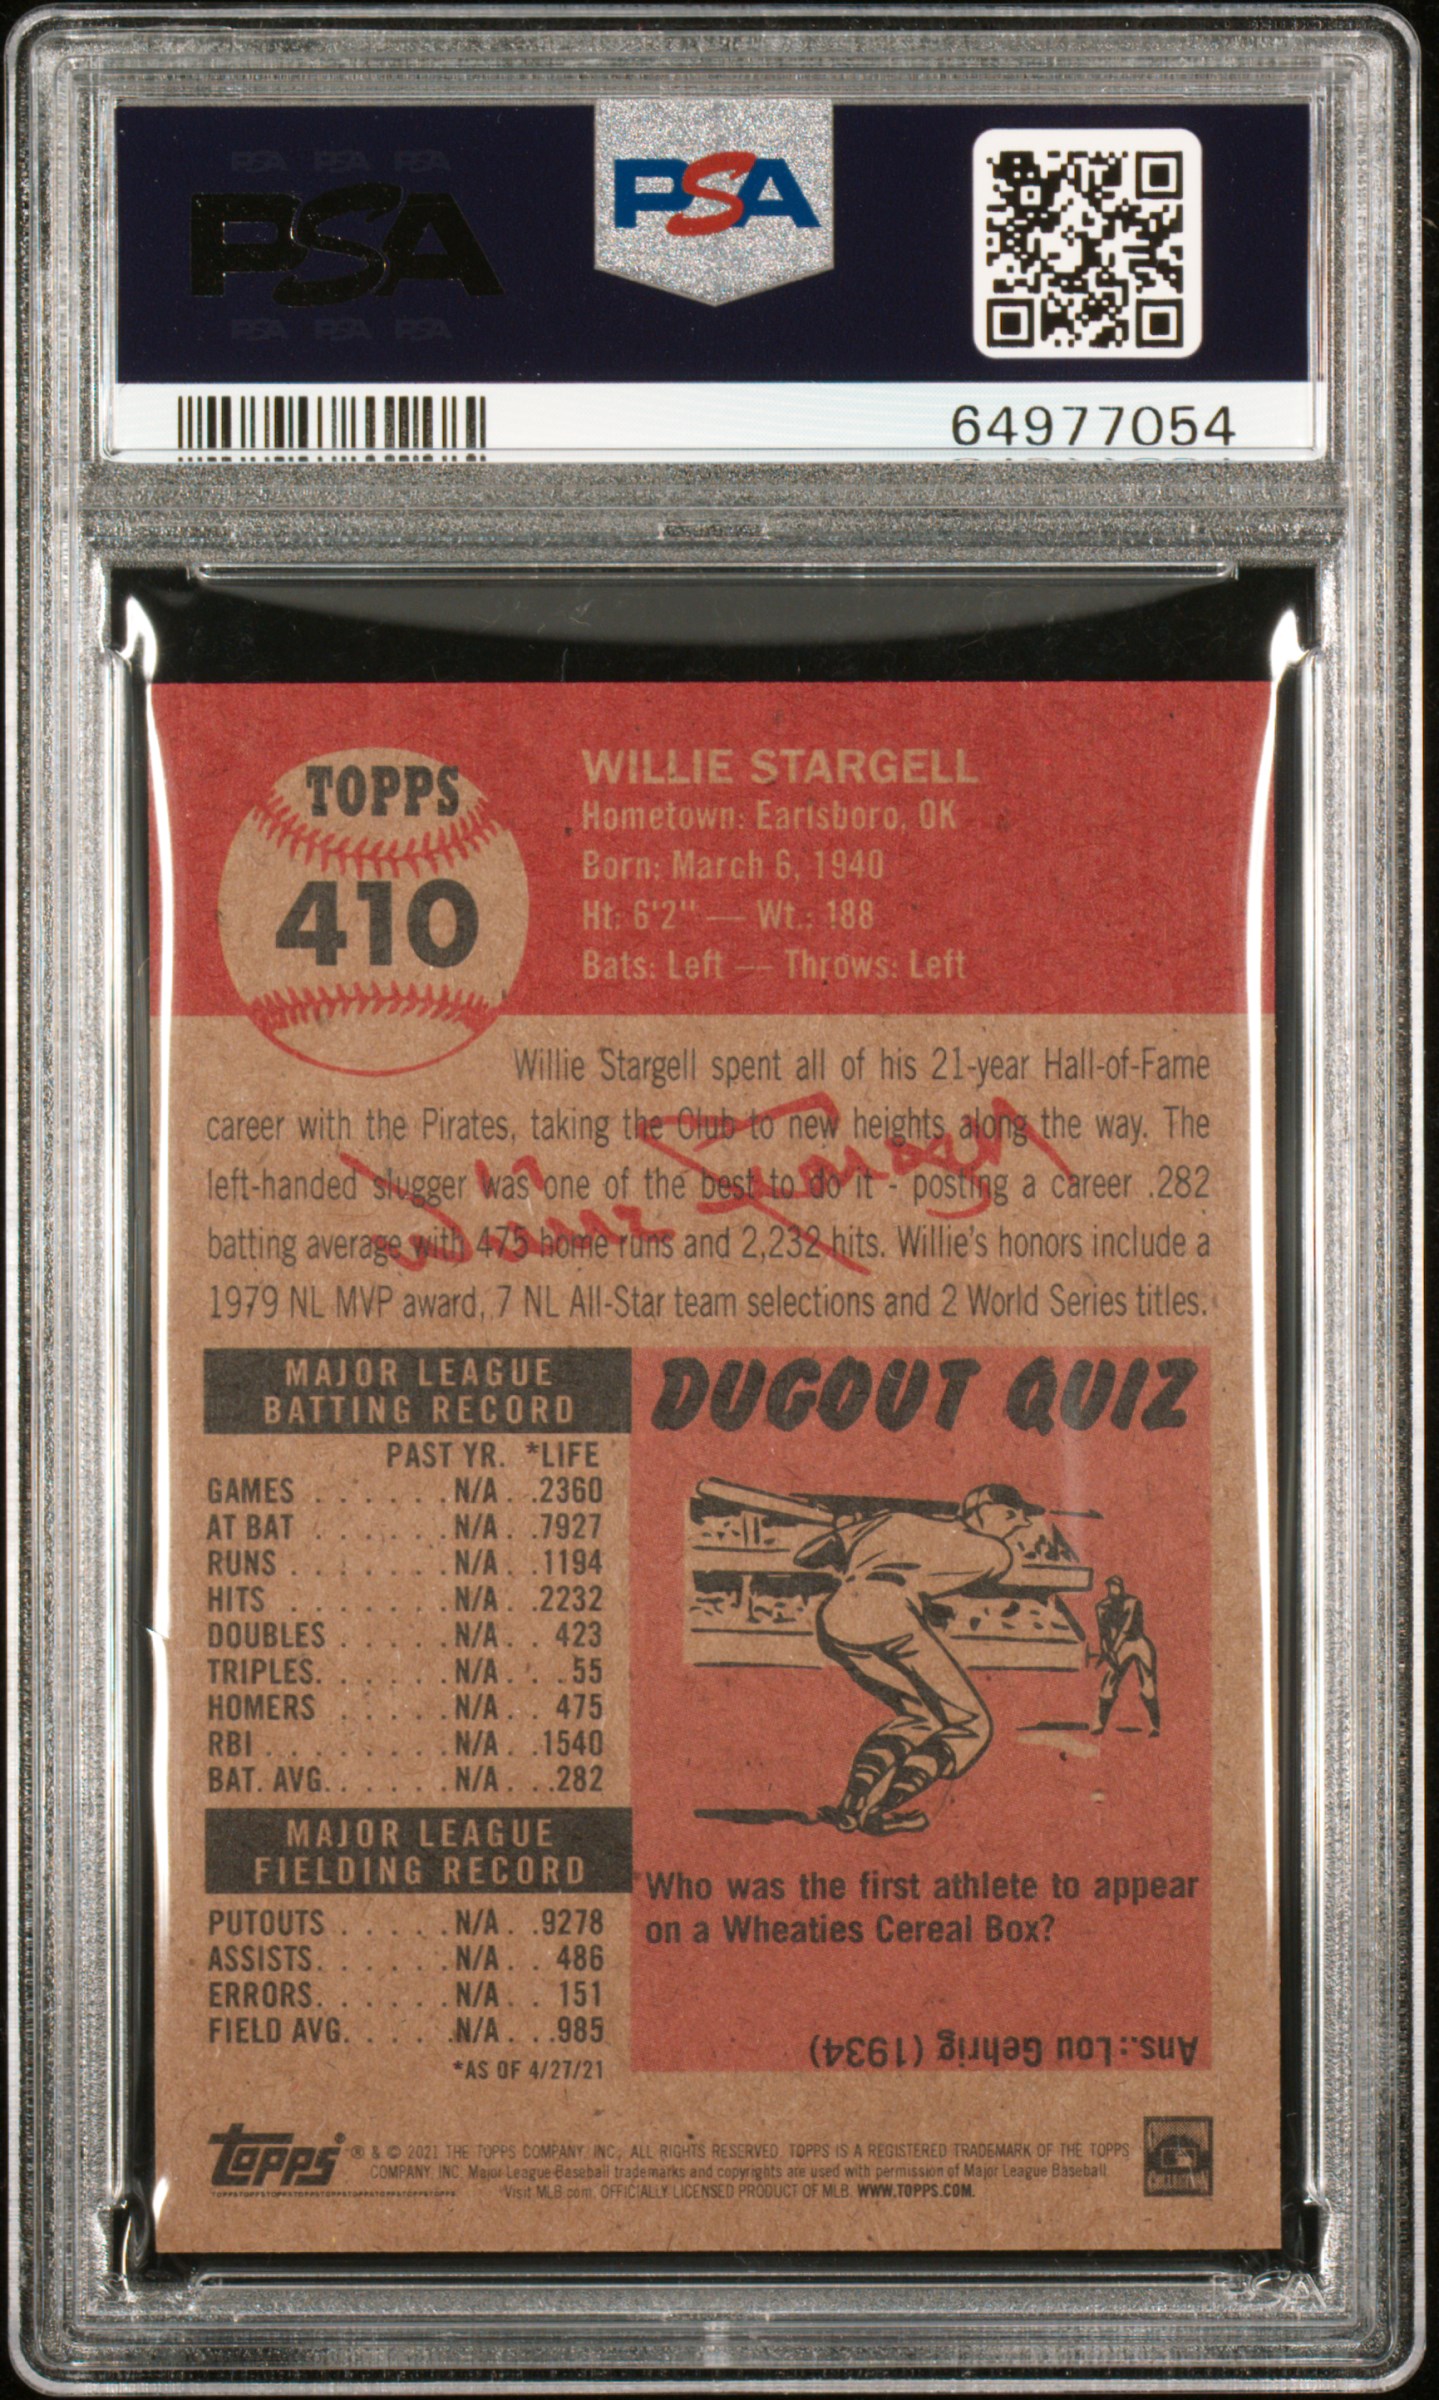 PSA PSA PSA
PSA
PSA PSA PSA
PSA
64977054
TOPPS
410
WILLIE STARGELL
Hometown: Earlsboro, OK
Born: March 6, 1940
Ht: 6'2" — Wt.: 188
Bats: Left — Throws: Left
Willie Stargell spent all of his 21-year Hall-of-Fame
career with the Pirates, taking the Club to new heights along the way. The
left-handed slugger was one of the best to do it - posting a career .282
batting average with 475 home runs and 2,232 hits. Willie's honors include a
1979 NL MVP award, 7 NL All-Star team selections and 2 World Series titles.
Willie Stargell
MAJOR LEAGUE
BATTING RECORD
PAST YR. *LIFE
GAMES . . . . . . N/A . .2360
AT BAT . . . . . . N/A . .7927
RUNS . . . . . . . N/A . .1194
HITS . . . . . . . N/A . .2232
DOUBLES . . . . . N/A . . 423
TRIPLES. . . . . . N/A . . . 55
HOMERS . . . . . N/A . . 475
RBI . . . . . . . . N/A . .1540
BAT. AVG. . . . . . N/A . . .282
MAJOR LEAGUE
FIELDING RECORD
PUTOUTS . . . . . N/A . .9278
ASSISTS. . . . . . N/A . . 486
ERRORS. . . . . . N/A . . 151
FIELD AVG. . . . . N/A . . .985
*AS OF 4/27/21
DUGOUT QUIZ
Who was the first athlete to appear
on a Wheaties Cereal Box?
Ans.: Lou Gehrig (1934)
topps
® & © 2021 THE TOPPS COMPANY, INC., ALL RIGHTS RESERVED. TOPPS IS A REGISTERED TRADEMARK OF THE TOPPS
COMPANY, INC. Major League Baseball trademarks and copyrights are used with permission of Major League Baseball.
Visit MLB.com. OFFICIALLY LICENSED PRODUCT OF MLB. WWW.TOPPS.COM.
PSA